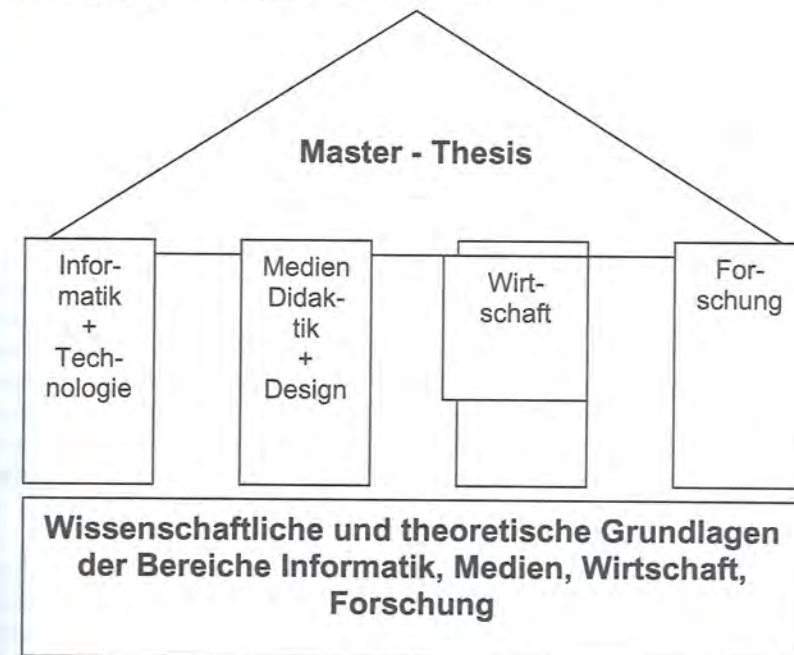 Master - Thesis
Infor-
matik
+
Tech-
nologie
Medien
Didak-
tik
+
Design
Wirt-
schaft
For-
schung
Wissenschaftliche und theoretische Grundlagen
der Bereiche Informatik, Medien, Wirtschaft,
Forschung